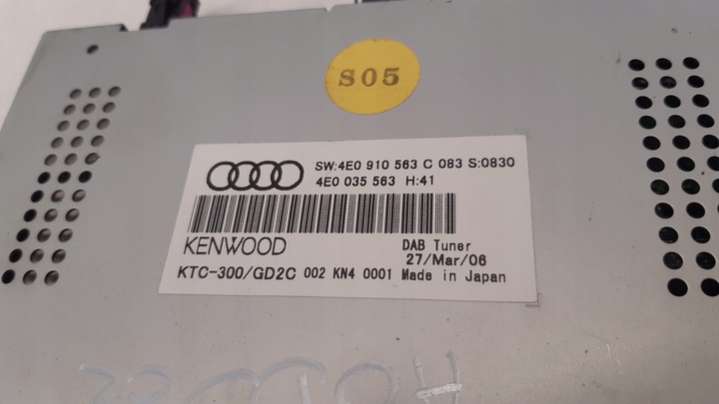 S05
SW:4E0 910 563 C 083 S:0830
4E0 035 563 H:41
KENWOOD
DAB Tuner
27/Mar/06
KTC-300/GD2C 002 KN4 0001 Made in Japan